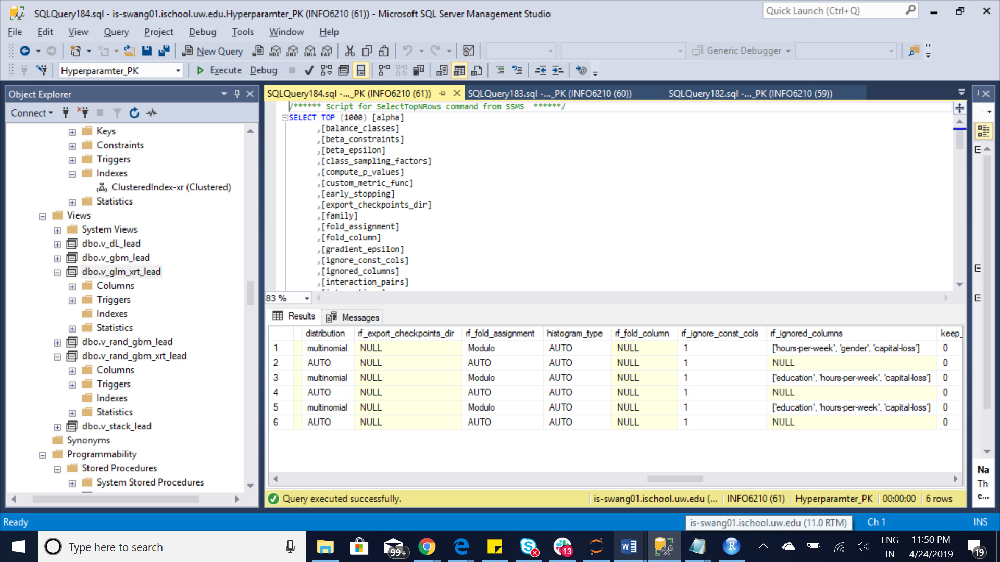 SQLQuery184.sql - is-swang01.ischool.uw.edu.Hyperparamter_PK (INFO6210 (61)) - Microsoft SQL Server Management Studio
Quick Launch (Ctrl+Q)
File Edit View Query Project Debug Tools Window Help
New Query MDX DMX XMLA DAX Generic Debugger
Hyperparamter_PK Execute Debug
Object Explorer
Connect
Keys
Constraints
Triggers
Indexes
ClusteredIndex-xr (Clustered)
Statistics
Views
System Views
dbo.v_dL_lead
dbo.v_gbm_lead
dbo.v_glm_xrt_lead
Columns
Triggers
Indexes
Statistics
dbo.v_rand_gbm_lead
dbo.v_rand_gbm_xrt_lead
Columns
Triggers
Indexes
Statistics
dbo.v_stack_lead
Synonyms
Programmability
Stored Procedures
System Stored Procedures
SQLQuery184.sql -..._PK (INFO6210 (61)) SQLQuery183.sql -..._PK (INFO6210 (60)) SQLQuery182.sql -..._PK (INFO6210 (59))
/****** Script for SelectTopNRows command from SSMS ******/
SELECT TOP (1000) [alpha]
,[balance_classes]
,[beta_constraints]
,[beta_epsilon]
,[class_sampling_factors]
,[compute_p_values]
,[custom_metric_func]
,[early_stopping]
,[export_checkpoints_dir]
,[family]
,[fold_assignment]
,[fold_column]
,[gradient_epsilon]
,[ignore_const_cols]
,[ignored_columns]
,[interaction_pairs]
83 %
Results Messages
distribution rf_export_checkpoints_dir rf_fold_assignment histogram_type rf_fold_column rf_ignore_const_cols rf_ignored_columns keep_
1 multinomial NULL Modulo AUTO NULL 1 ['hours-per-week', 'gender', 'capital-loss'] 0
2 AUTO NULL AUTO AUTO NULL 1 NULL 0
3 multinomial NULL Modulo AUTO NULL 1 ['education', 'hours-per-week', 'capital-loss'] 0
4 AUTO NULL AUTO AUTO NULL 1 NULL 0
5 multinomial NULL Modulo AUTO NULL 1 ['education', 'hours-per-week', 'capital-loss'] 0
6 AUTO NULL AUTO AUTO NULL 1 NULL 0
Query executed successfully. is-swang01.ischool.uw.edu (... INFO6210 (61) Hyperparamter_PK 00:00:00 6 rows
Na
Th
e...
Ready is-swang01.ischool.uw.edu (11.0 RTM) Ch 1 INS
Type here to search
99+
13
W
R
ENG
IN
11:50 PM
4/24/2019
19